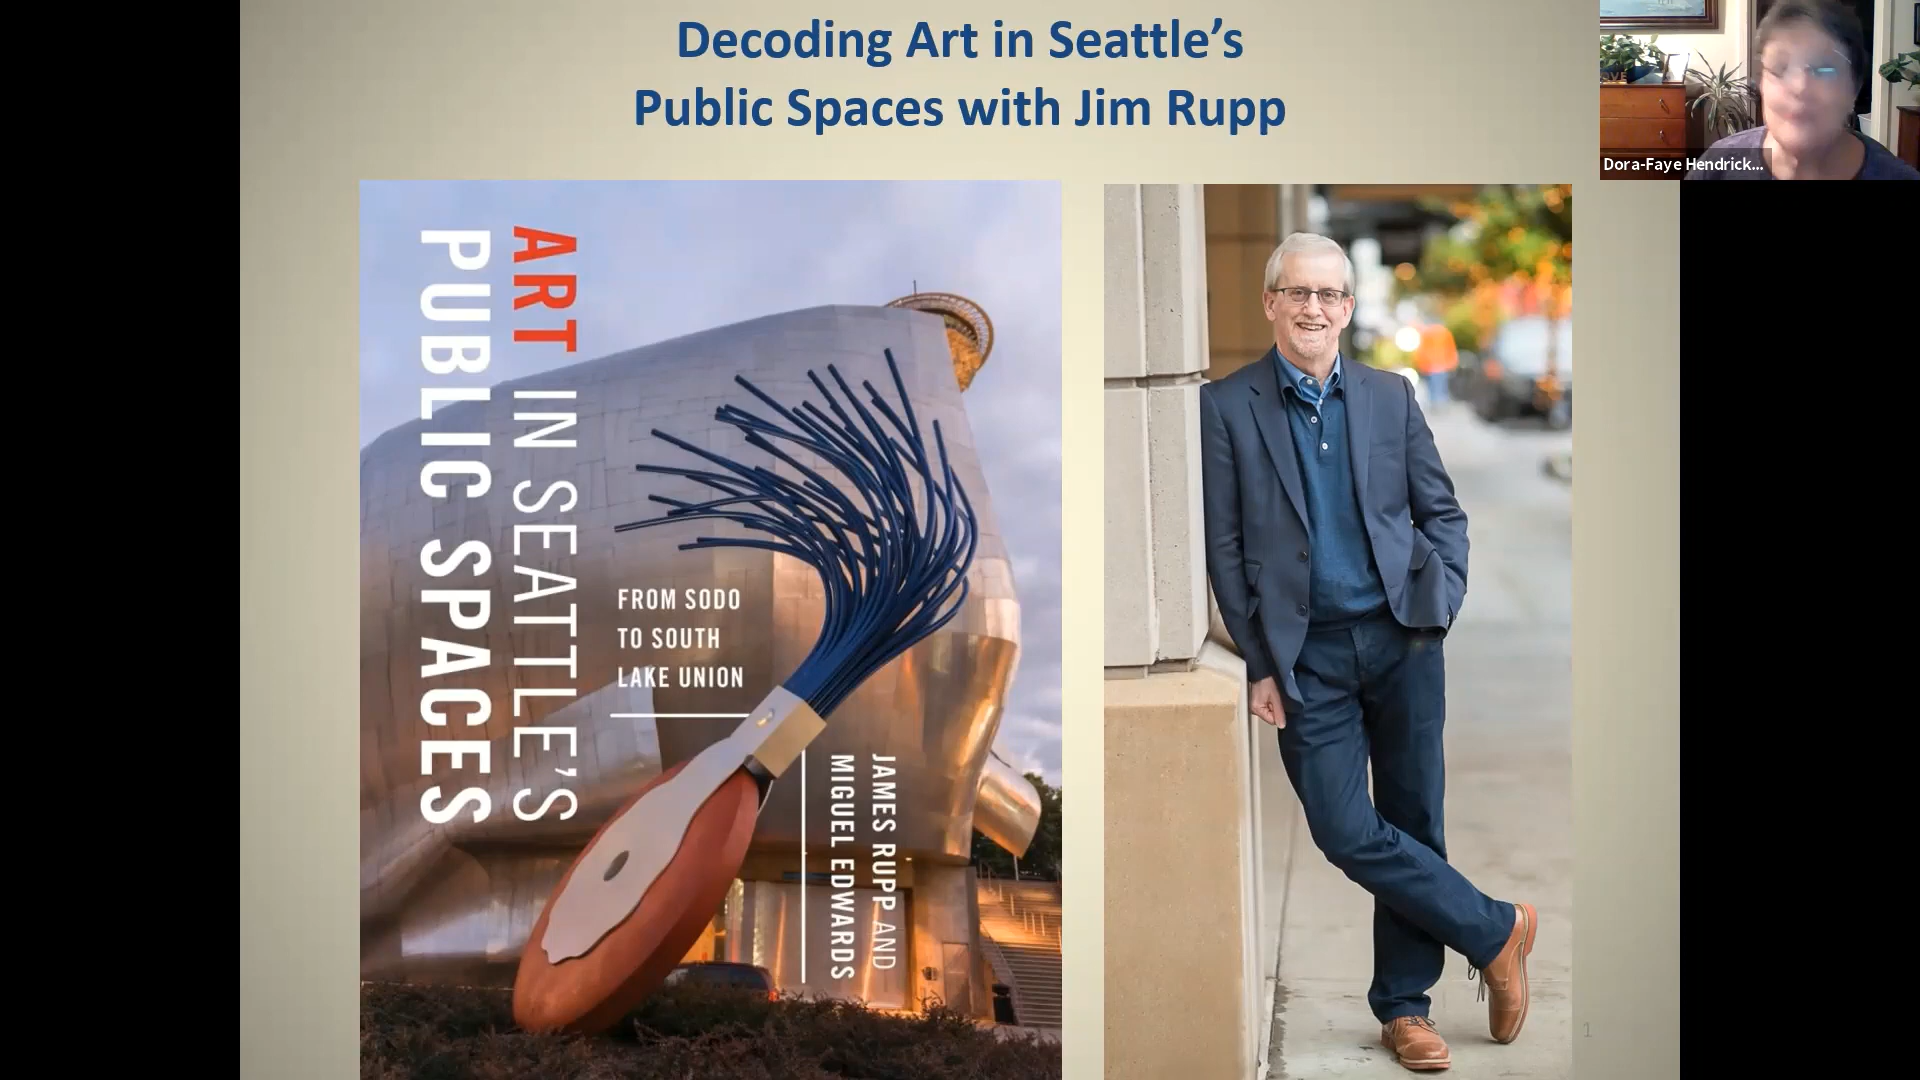 Decoding Art in Seattle’s
Public Spaces with Jim Rupp
ART IN SEATTLE'S
PUBLIC SPACES
FROM SODO
TO SOUTH
LAKE UNION
JAMES RUPP AND
MIGUEL EDWARDS
Dora-Faye Hendrick...
1